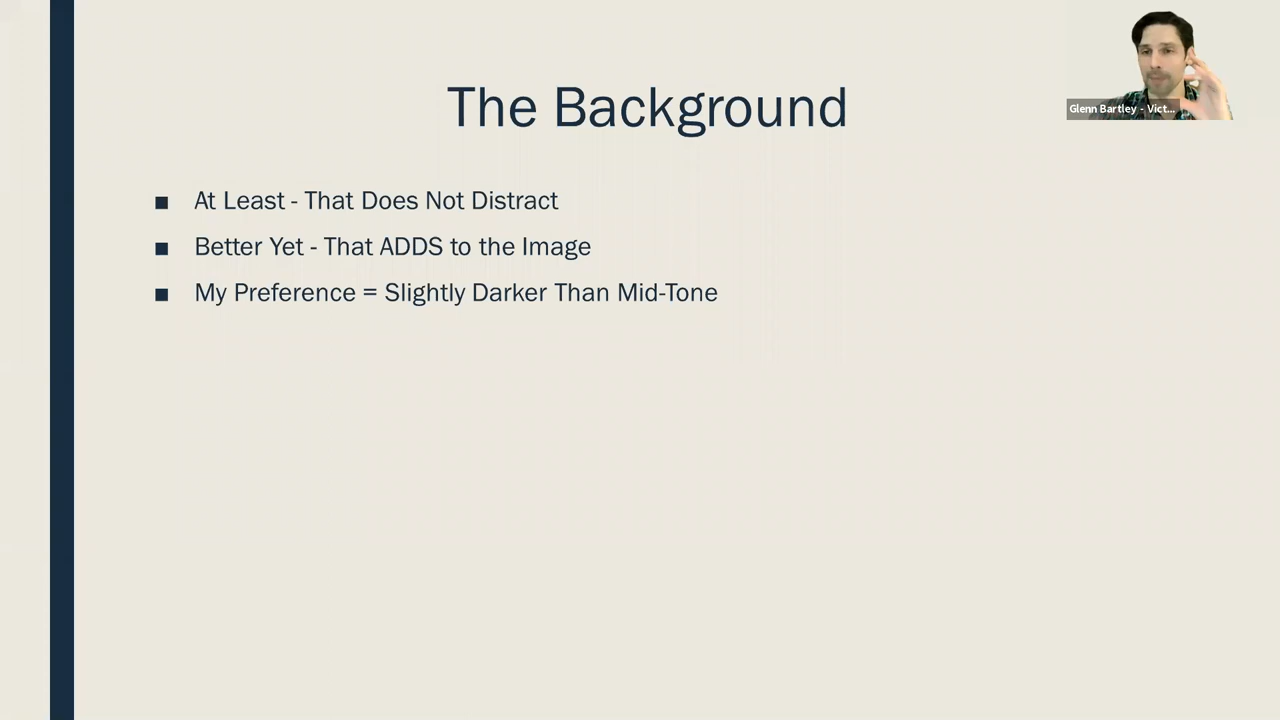 The Background
Glenn Bartley - Vict...
■ At Least - That Does Not Distract
■ Better Yet - That ADDS to the Image
■ My Preference = Slightly Darker Than Mid-Tone